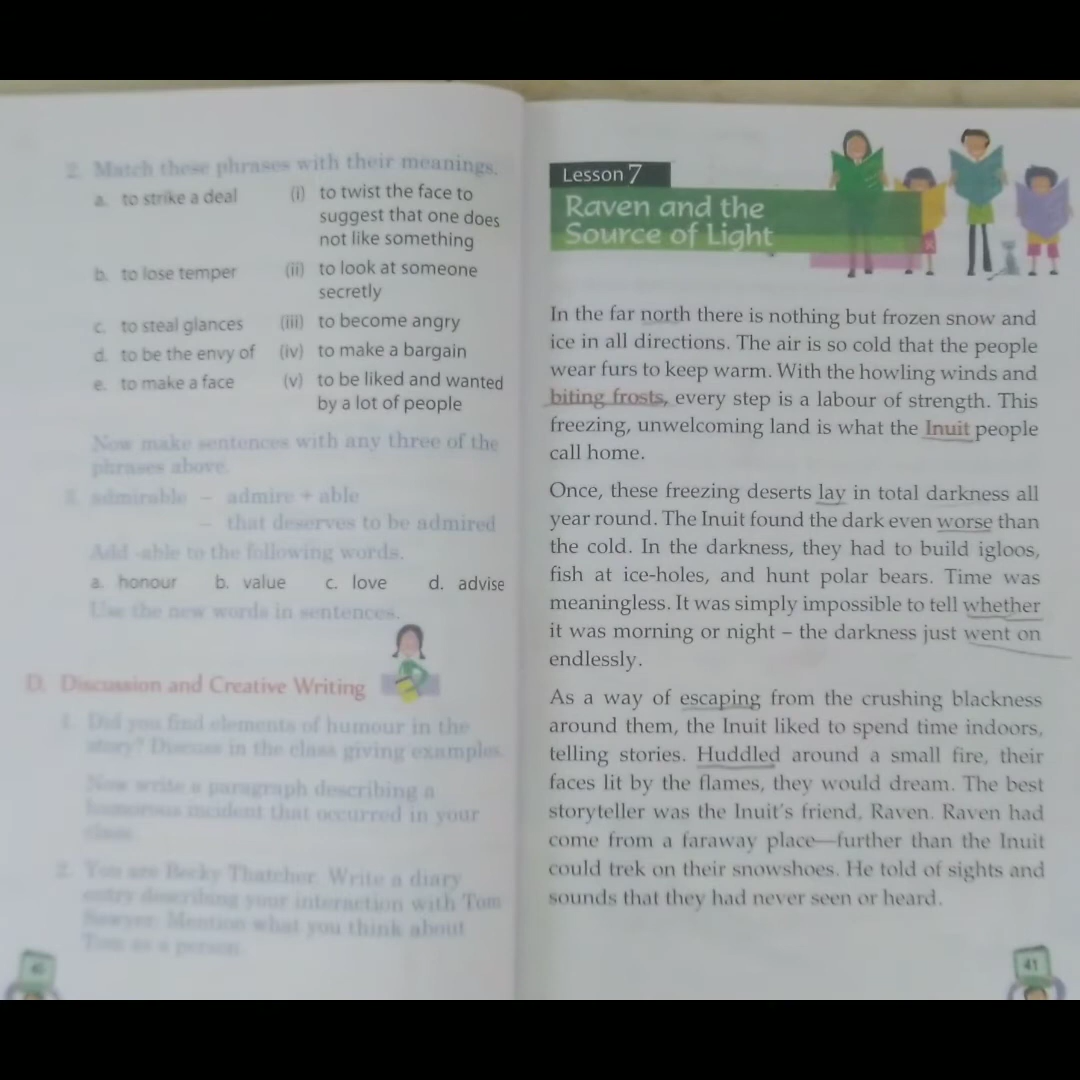 2. Match these phrases with their meanings.
a. to strike a deal (i) to twist the face to
suggest that one does
not like something
b. to lose temper (ii) to look at someone
secretly
c. to steal glances (iii) to become angry
d. to be the envy of (iv) to make a bargain
e. to make a face (v) to be liked and wanted
by a lot of people
Now make sentences with any three of the
phrases above.
3. admirable – admire + able
– that deserves to be admired
Add -able to the following words.
a. honour b. value c. love d. advise
Use the new words in sentences.
D. Discussion and Creative Writing
1. Did you find elements of humour in the
story? Discuss in the class giving examples.
Now write a paragraph describing a
humorous incident that occurred in your
class.
2. You are Becky Thatcher. Write a diary
entry describing your interaction with Tom
Sawyer. Mention what you think about
Tom as a person.
Lesson 7
Raven and the
Source of Light
In the far north there is nothing but frozen snow and
ice in all directions. The air is so cold that the people
wear furs to keep warm. With the howling winds and
biting frosts, every step is a labour of strength. This
freezing, unwelcoming land is what the Inuit people
call home.
Once, these freezing deserts lay in total darkness all
year round. The Inuit found the dark even worse than
the cold. In the darkness, they had to build igloos,
fish at ice-holes, and hunt polar bears. Time was
meaningless. It was simply impossible to tell whether
it was morning or night – the darkness just went on
endlessly.
As a way of escaping from the crushing blackness
around them, the Inuit liked to spend time indoors,
telling stories. Huddled around a small fire, their
faces lit by the flames, they would dream. The best
storyteller was the Inuit's friend, Raven. Raven had
come from a faraway place—further than the Inuit
could trek on their snowshoes. He told of sights and
sounds that they had never seen or heard.
41